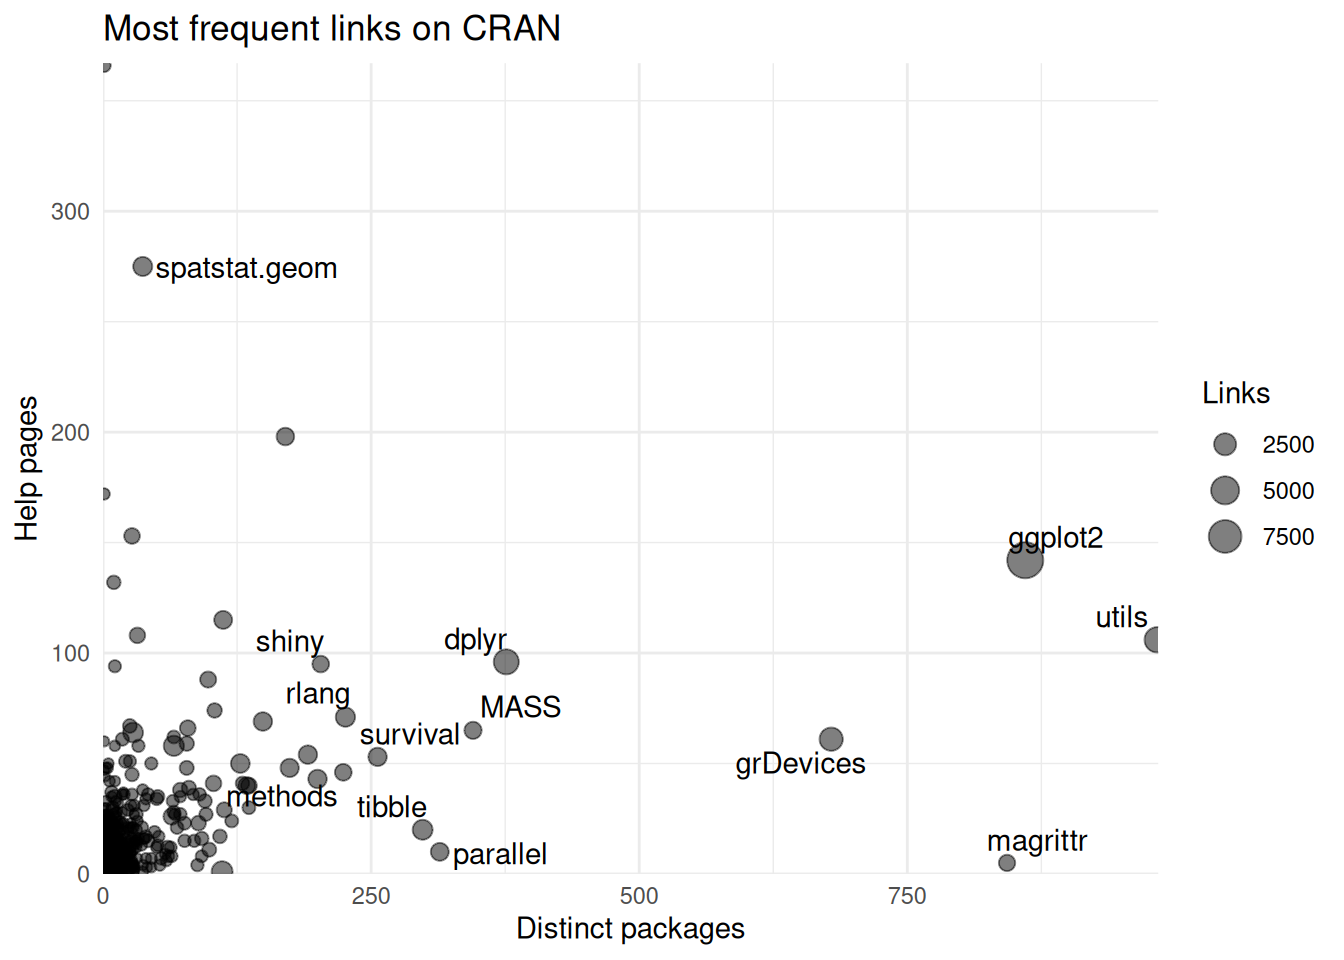 Most frequent links on CRAN
Help pages
300
200
100
0
0
250
500
750
Distinct packages
spatstat.geom
ggplot2
utils
shiny
dplyr
rlang
MASS
survival
grDevices
methods
tibble
parallel
magrittr
Links
2500
5000
7500